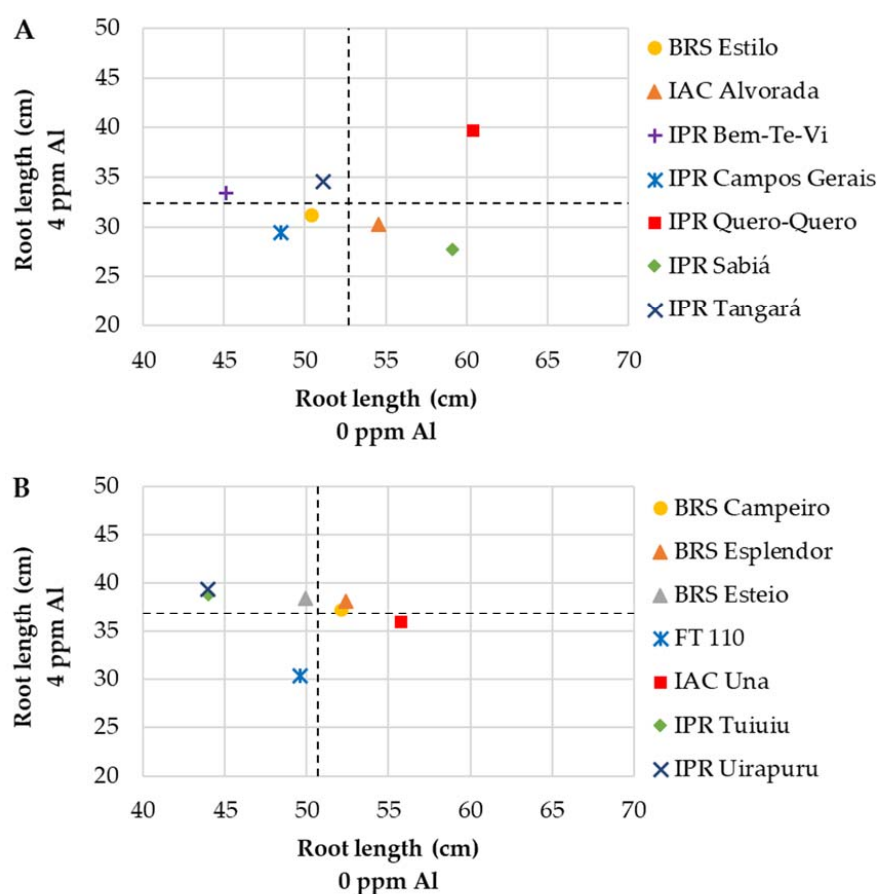 A
50
45
40
35
30
25
20
Root length (cm)
4 ppm Al
40 45 50 55 60 65 70
Root length (cm)
0 ppm Al
BRS Estilo
IAC Alvorada
IPR Bem-Te-Vi
IPR Campos Gerais
IPR Quero-Quero
IPR Sabiá
IPR Tangará
B
50
45
40
35
30
25
20
Root length (cm)
4 ppm Al
40 45 50 55 60 65 70
Root length (cm)
0 ppm Al
BRS Campeiro
BRS Esplendor
BRS Esteio
FT 110
IAC Una
IPR Tuiuiu
IPR Uirapuru